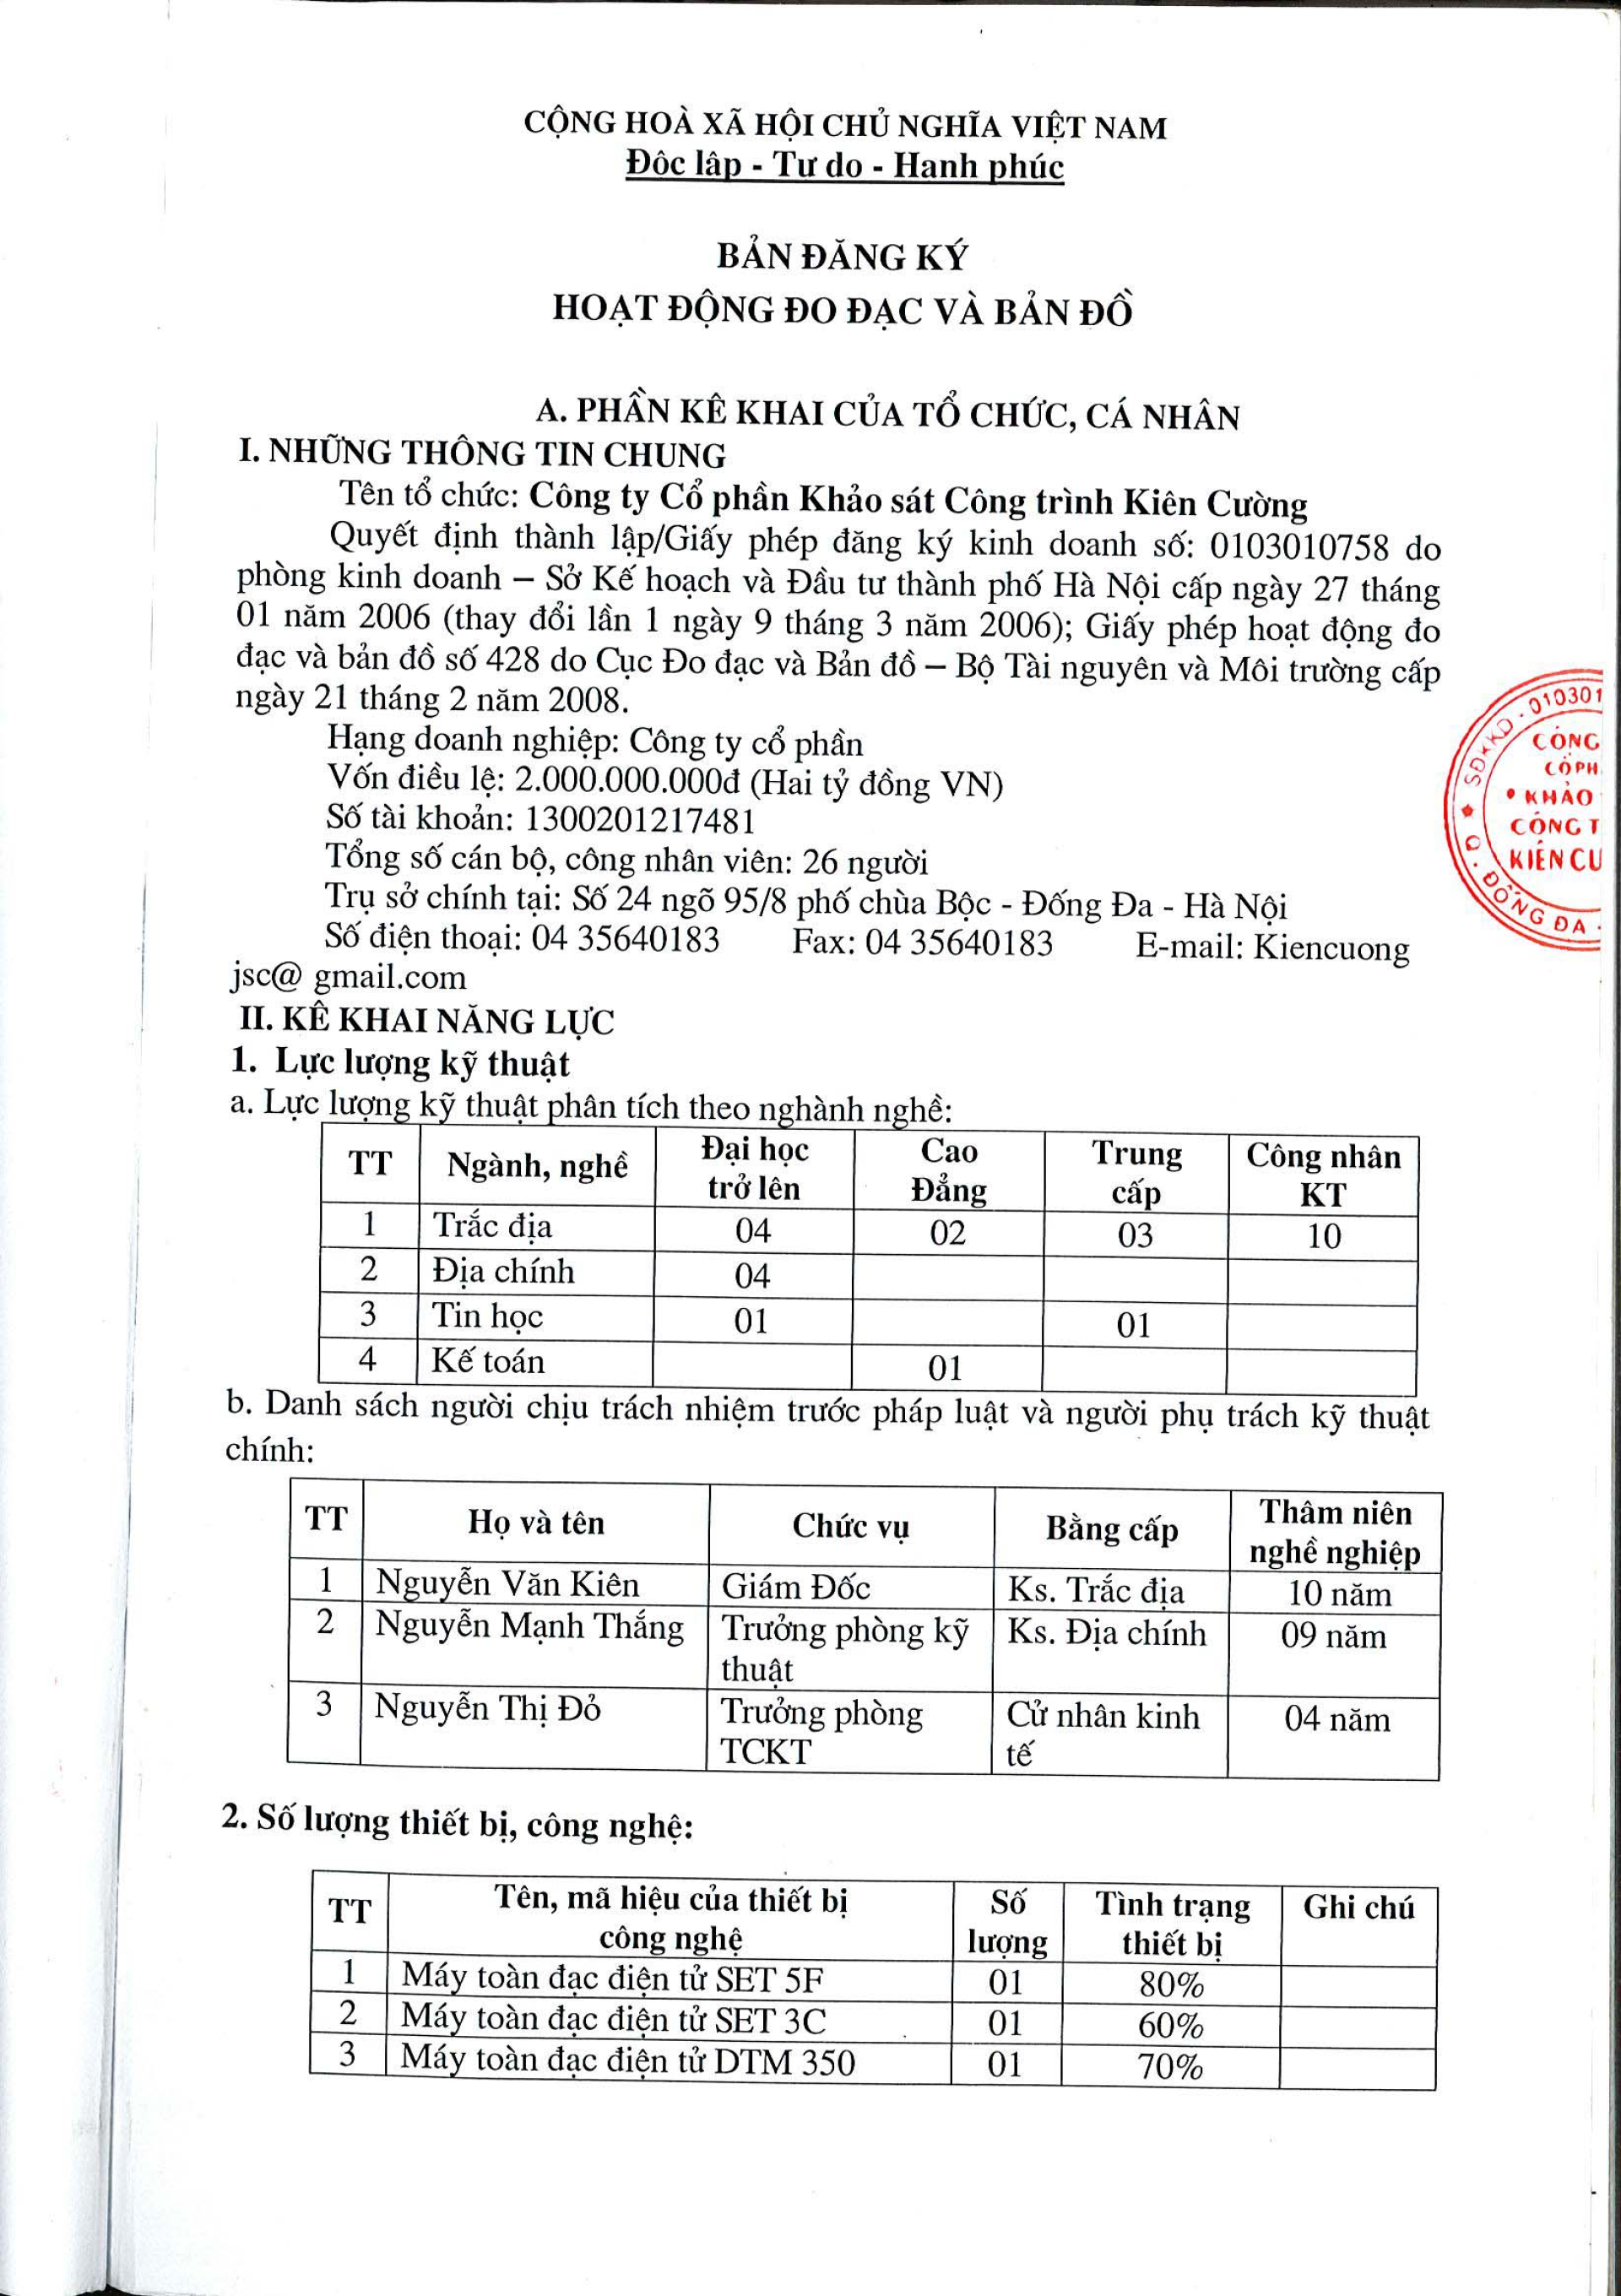 CỘNG HOÀ XÃ HỘI CHỦ NGHĨA VIỆT NAM
Độc lập - Tự do - Hạnh phúc
BẢN ĐĂNG KÝ
HOẠT ĐỘNG ĐO ĐẠC VÀ BẢN ĐỒ
A. PHẦN KÊ KHAI CỦA TỔ CHỨC, CÁ NHÂN
I. NHỮNG THÔNG TIN CHUNG
Tên tổ chức: Công ty Cổ phần Khảo sát Công trình Kiên Cường
Quyết định thành lập/Giấy phép đăng ký kinh doanh số: 0103010758 do
phòng kinh doanh – Sở Kế hoạch và Đầu tư thành phố Hà Nội cấp ngày 27 tháng
01 năm 2006 (thay đổi lần 1 ngày 9 tháng 3 năm 2006); Giấy phép hoạt động đo
đạc và bản đồ số 428 do Cục Đo đạc và Bản đồ – Bộ Tài nguyên và Môi trường cấp
ngày 21 tháng 2 năm 2008.
Hạng doanh nghiệp: Công ty cổ phần
Vốn điều lệ: 2.000.000.000đ (Hai tỷ đồng VN)
Số tài khoản: 1300201217481
Tổng số cán bộ, công nhân viên: 26 người
Trụ sở chính tại: Số 24 ngõ 95/8 phố chùa Bộc - Đống Đa - Hà Nội
Số điện thoại: 04 35640183 Fax: 04 35640183 E-mail: Kiencuong
jsc@ gmail.com
SĐKKD - 010301
CÔNG
CỔ PH
KHẢO
CÔNG T
KIÊN CƯ
Q. ĐỐNG ĐA
II. KÊ KHAI NĂNG LỰC
1. Lực lượng kỹ thuật
a. Lực lượng kỹ thuật phân tích theo nghành nghề:
TT Ngành, nghề Đại học trở lên Cao Đẳng Trung cấp Công nhân KT
1 Trắc địa 04 02 03 10
2 Địa chính 04
3 Tin học 01 01
4 Kế toán 01
b. Danh sách người chịu trách nhiệm trước pháp luật và người phụ trách kỹ thuật
chính:
TT Họ và tên Chức vụ Bằng cấp Thâm niên nghề nghiệp
1 Nguyễn Văn Kiên Giám Đốc Ks. Trắc địa 10 năm
2 Nguyễn Mạnh Thắng Trưởng phòng kỹ thuật Ks. Địa chính 09 năm
3 Nguyễn Thị Đỏ Trưởng phòng TCKT Cử nhân kinh tế 04 năm
2. Số lượng thiết bị, công nghệ:
TT Tên, mã hiệu của thiết bị công nghệ Số lượng Tình trạng thiết bị Ghi chú
1 Máy toàn đạc điện tử SET 5F 01 80%
2 Máy toàn đạc điện tử SET 3C 01 60%
3 Máy toàn đạc điện tử DTM 350 01 70%